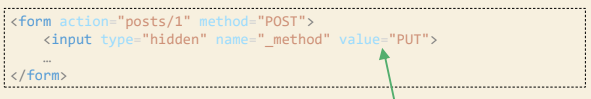 <form action="posts/1" method="POST">
<input type="hidden" name="_method" value="PUT">
…
</form>